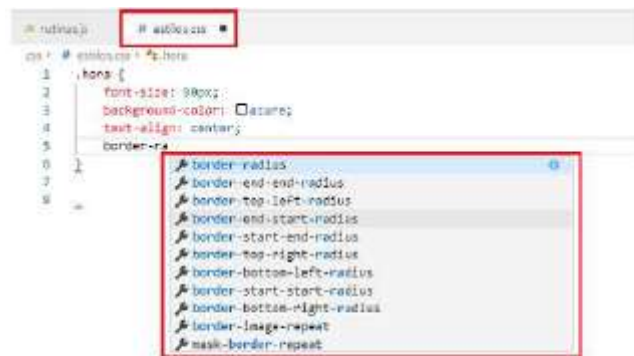 rutinas.js # estilos.css
css > # estilos.css > .hora
1 .hora {
2 font-size: 90px;
3 background-color: azure;
4 text-align: center;
5 border-ra
6 }
7
8
border-radius
border-end-end-radius
border-top-left-radius
border-end-start-radius
border-start-end-radius
border-top-right-radius
border-bottom-left-radius
border-start-start-radius
border-bottom-right-radius
border-image-repeat
mask-border-repeat